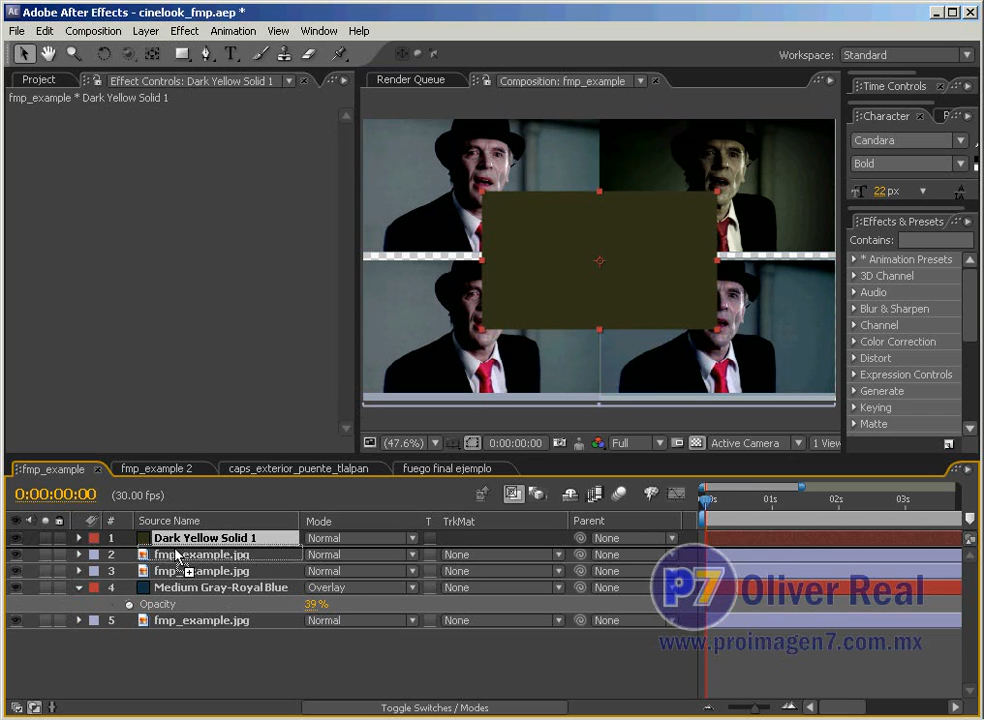 Adobe After Effects - cinelook_fmp.aep *
File Edit Composition Layer Effect Animation View Window Help
Workspace: Standard
Project Effect Controls: Dark Yellow Solid 1
Render Queue Composition: fmp_example
Time Controls
fmp_example * Dark Yellow Solid 1
Character P
Candara
Bold
22 px
Effects & Presets
Contains:
* Animation Presets
3D Channel
Audio
Blur & Sharpen
Channel
Color Correction
Distort
Expression Controls
Generate
Keying
Matte
(47.6%) 0:00:00:00 Full Active Camera 1 View
fmp_example fmp_example 2 caps_exterior_puente_tlalpan fuego final ejemplo
0:00:00:00 (30.00 fps)
00s 01s 02s 03s
# Source Name Mode T TrkMat Parent
1 Dark Yellow Solid 1 Normal None
2 fmp_example.jpg Normal None None
3 fmp_example.jpg Normal None None
4 Medium Gray-Royal Blue Overlay None None
Opacity 39 %
5 fmp_example.jpg Normal None None
P7 Oliver Real
www.proimagen7.com.mx
Toggle Switches / Modes